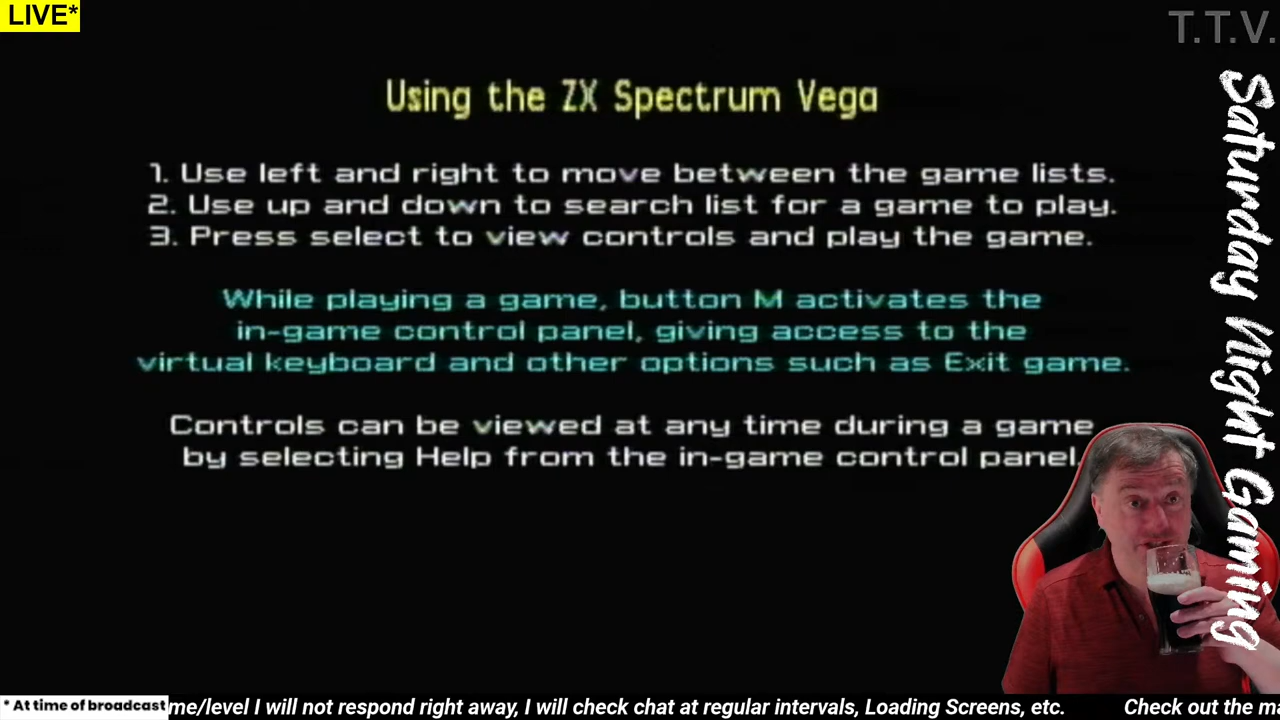 LIVE*
T.T.V.
Using the ZX Spectrum Vega
1. Use left and right to move between the game lists.
2. Use up and down to search list for a game to play.
3. Press select to view controls and play the game.
While playing a game, button M activates the
in-game control panel, giving access to the
virtual keyboard and other options such as Exit game.
Controls can be viewed at any time during a game
by selecting Help from the in-game control panel.
Saturday Night Gaming
* At time of broadcast
me/level I will not respond right away, I will check chat at regular intervals, Loading Screens, etc. Check out the ma